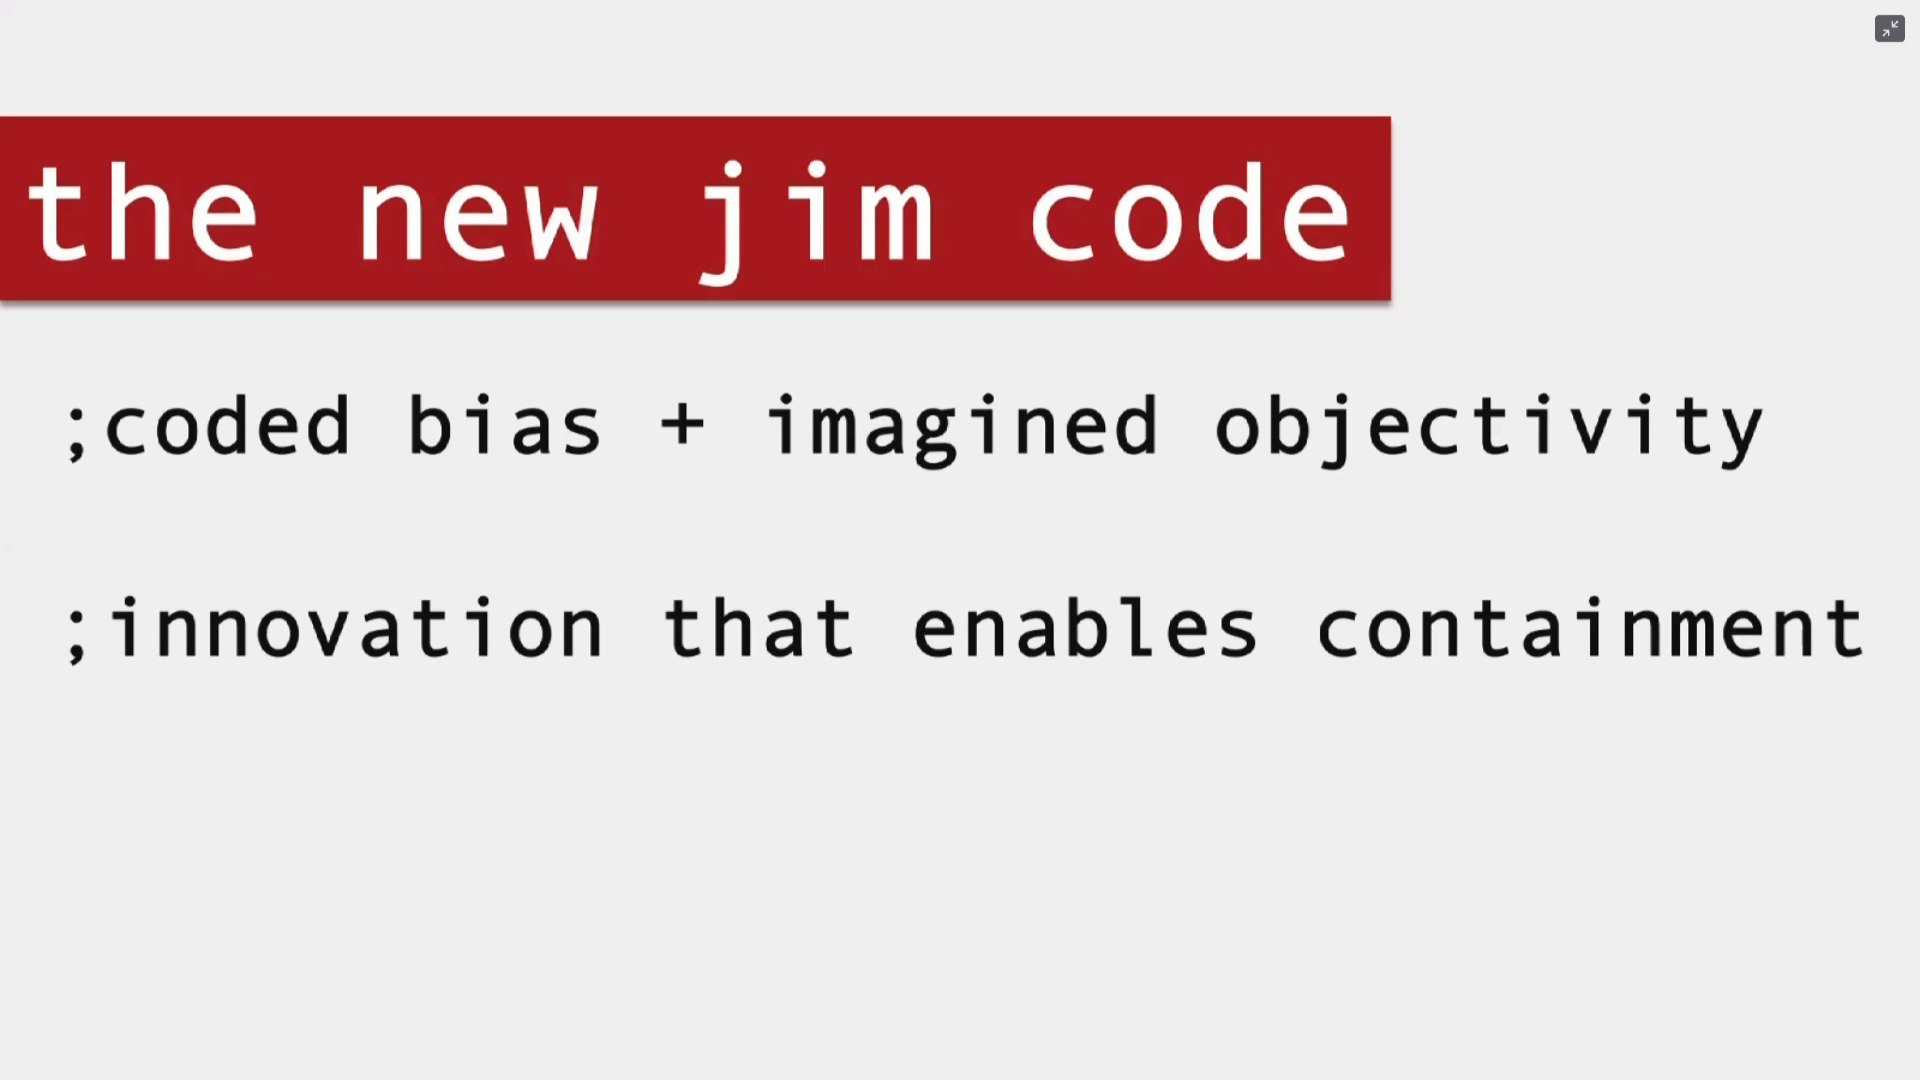 the new jim code
;coded bias + imagined objectivity
;innovation that enables containment